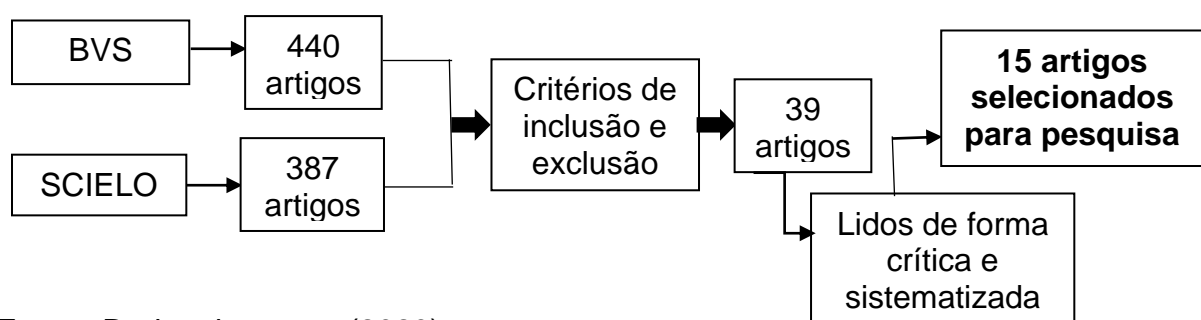 BVS
440
artigos
SCIELO
387
artigos
Critérios de
inclusão e
exclusão
39
artigos
Lidos de forma
crítica e
sistematizada
15 artigos
selecionados
para pesquisa